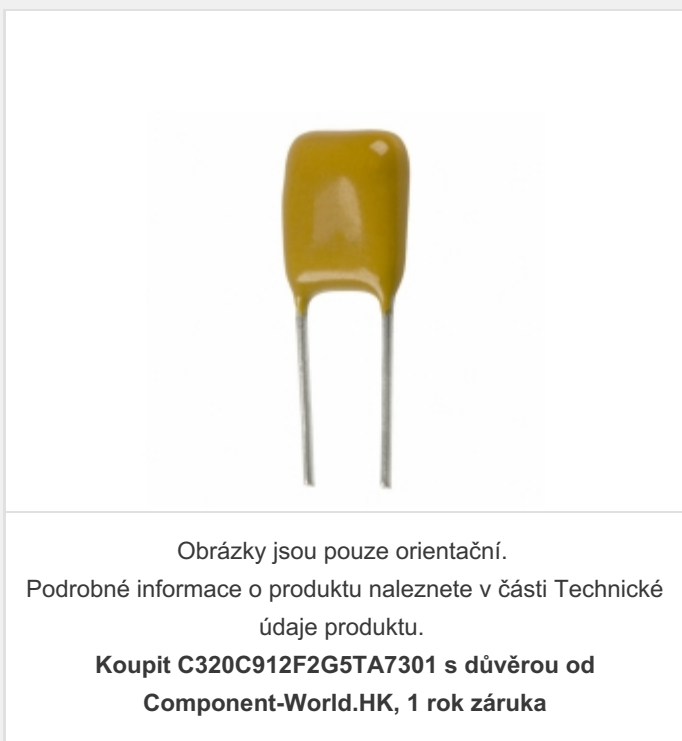 Obrázky jsou pouze orientační.
Podrobné informace o produktu naleznete v části Technické
údaje produktu.
Koupit C320C912F2G5TA7301 s důvěrou od
Component-World.HK, 1 rok záruka